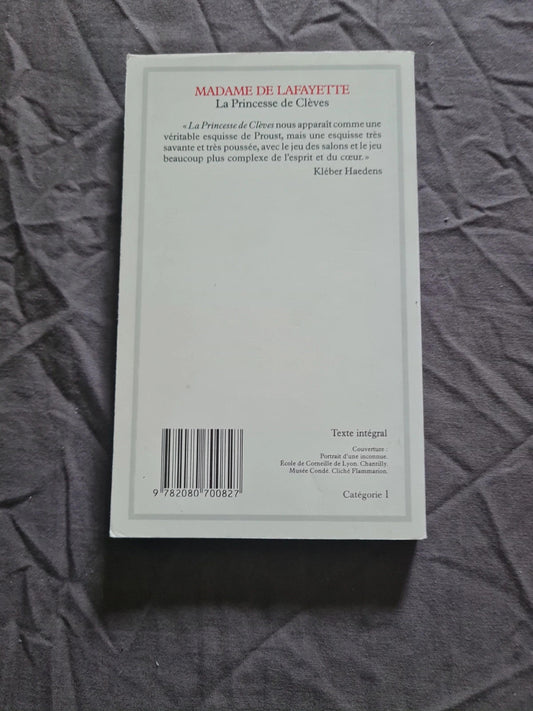 MADAME DE LAFAYETTE
La Princesse de Clèves
« La Princesse de Clèves nous apparaît comme une
véritable esquisse de Proust, mais une esquisse très
savante et très poussée, avec le jeu des salons et le jeu
beaucoup plus complexe de l'esprit et du cœur. »
Kléber Haedens
Texte intégral
Couverture :
Portrait d'une inconnue.
École de Corneille de Lyon. Chantilly.
Musée Condé. Cliché Flammarion.
9 782080 700827
Catégorie 1